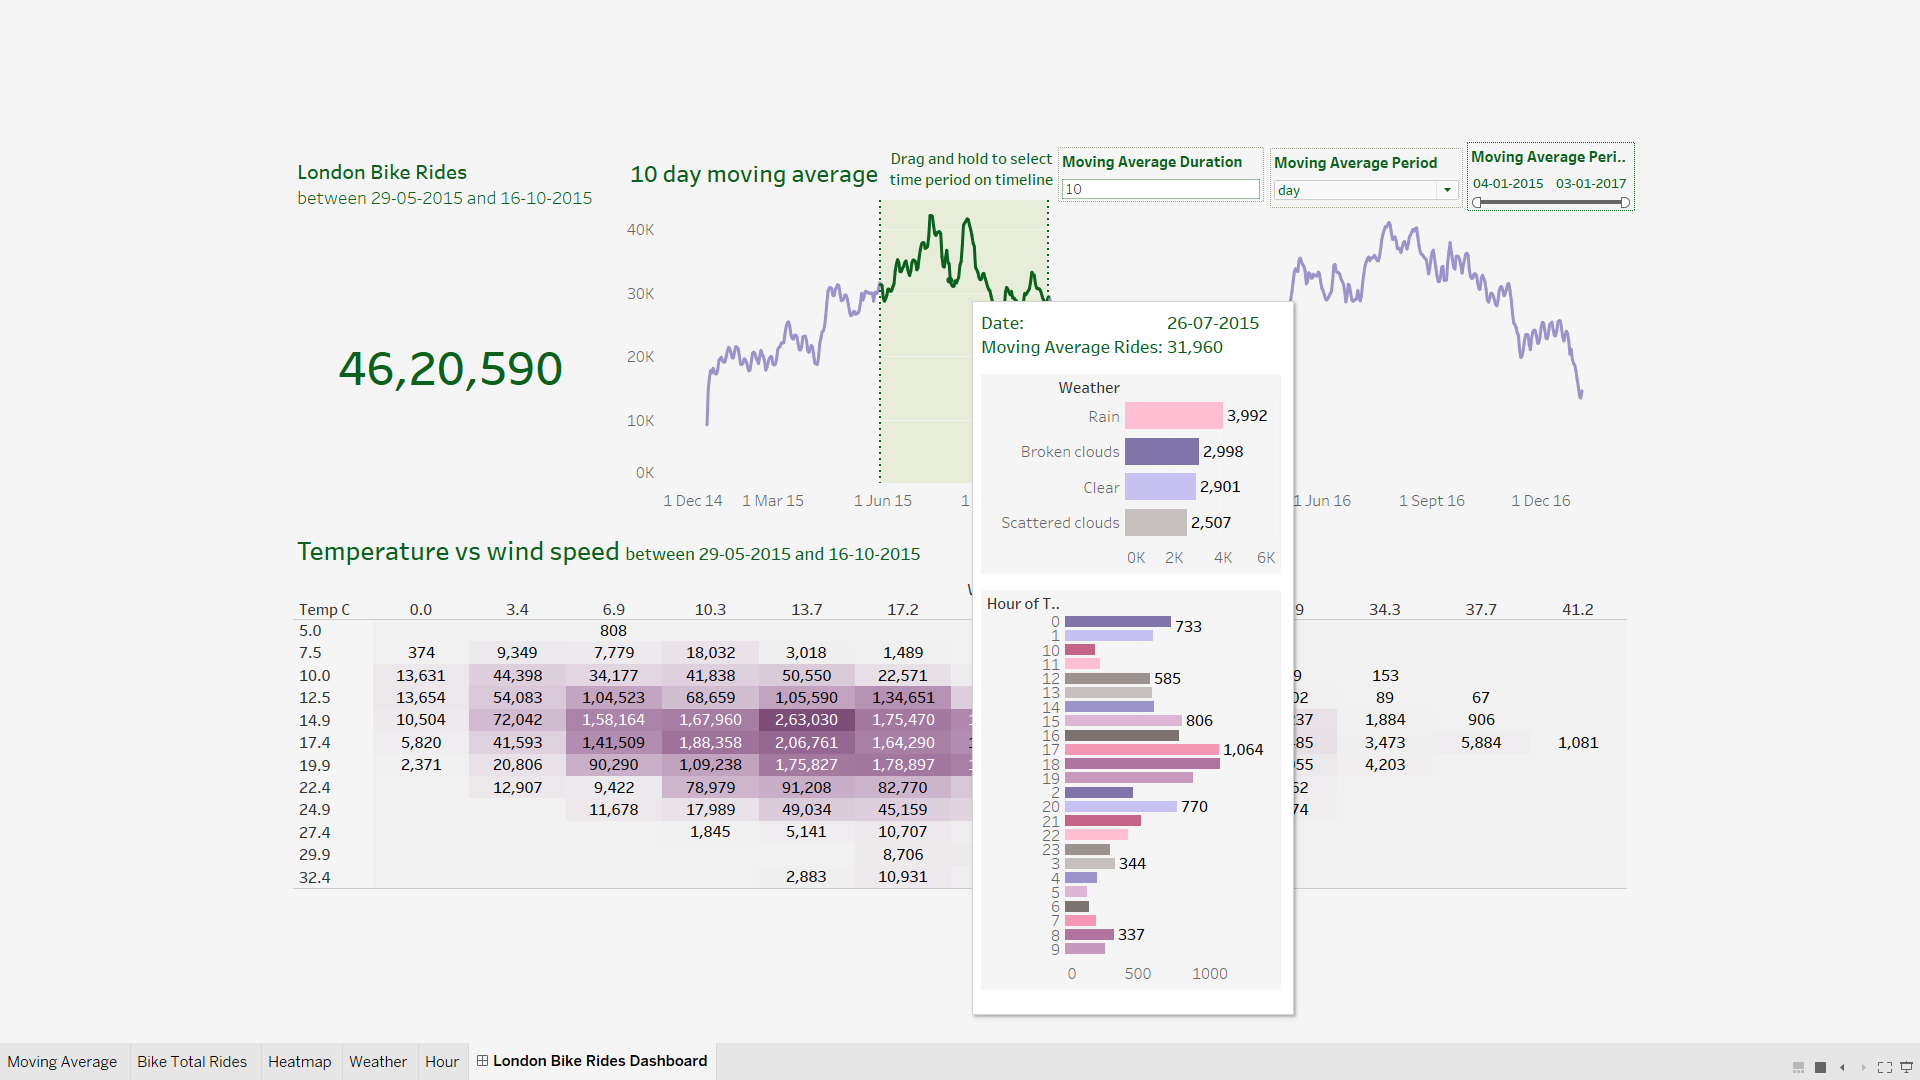 London Bike Rides
between 29-05-2015 and 16-10-2015
46,20,590
10 day moving average
Drag and hold to select
time period on timeline
Moving Average Duration
10
Moving Average Period
day
Moving Average Peri..
04-01-2015 03-01-2017
40K
30K
20K
10K
0K
1 Dec 14 1 Mar 15 1 Jun 15 1 1 Jun 16 1 Sept 16 1 Dec 16
Date: 26-07-2015
Moving Average Rides: 31,960
Weather
Rain 3,992
Broken clouds 2,998
Clear 2,901
Scattered clouds 2,507
0K 2K 4K 6K
Hour of T..
0 733
1
10
11
12 585
13
14
15 806
16
17 1,064
18
19
2
20 770
21
22
23
3 344
4
5
6
7
8 337
9
0 500 1000
Temperature vs wind speed between 29-05-2015 and 16-10-2015
Temp C 0.0 3.4 6.9 10.3 13.7 17.2 9 34.3 37.7 41.2
5.0 808
7.5 374 9,349 7,779 18,032 3,018 1,489
10.0 13,631 44,398 34,177 41,838 50,550 22,571 9 153
12.5 13,654 54,083 1,04,523 68,659 1,05,590 1,34,651 02 89 67
14.9 10,504 72,042 1,58,164 1,67,960 2,63,030 1,75,470 37 1,884 906
17.4 5,820 41,593 1,41,509 1,88,358 2,06,761 1,64,290 85 3,473 5,884 1,081
19.9 2,371 20,806 90,290 1,09,238 1,75,827 1,78,897 55 4,203
22.4 12,907 9,422 78,979 91,208 82,770 62
24.9 11,678 17,989 49,034 45,159 74
27.4 1,845 5,141 10,707
29.9 8,706
32.4 2,883 10,931
Moving Average Bike Total Rides Heatmap Weather Hour London Bike Rides Dashboard